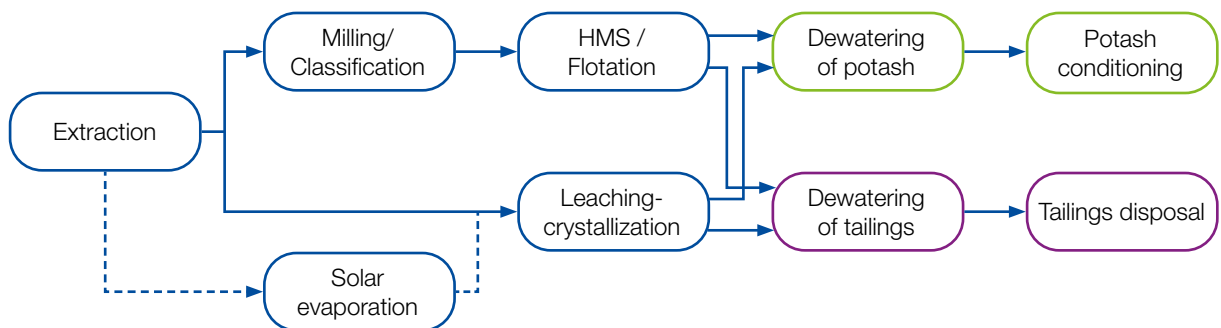 Milling/
Classification
HMS /
Flotation
Dewatering
of potash
Potash
conditioning
Extraction
Leaching-
crystallization
Dewatering
of tailings
Tailings disposal
Solar
evaporation